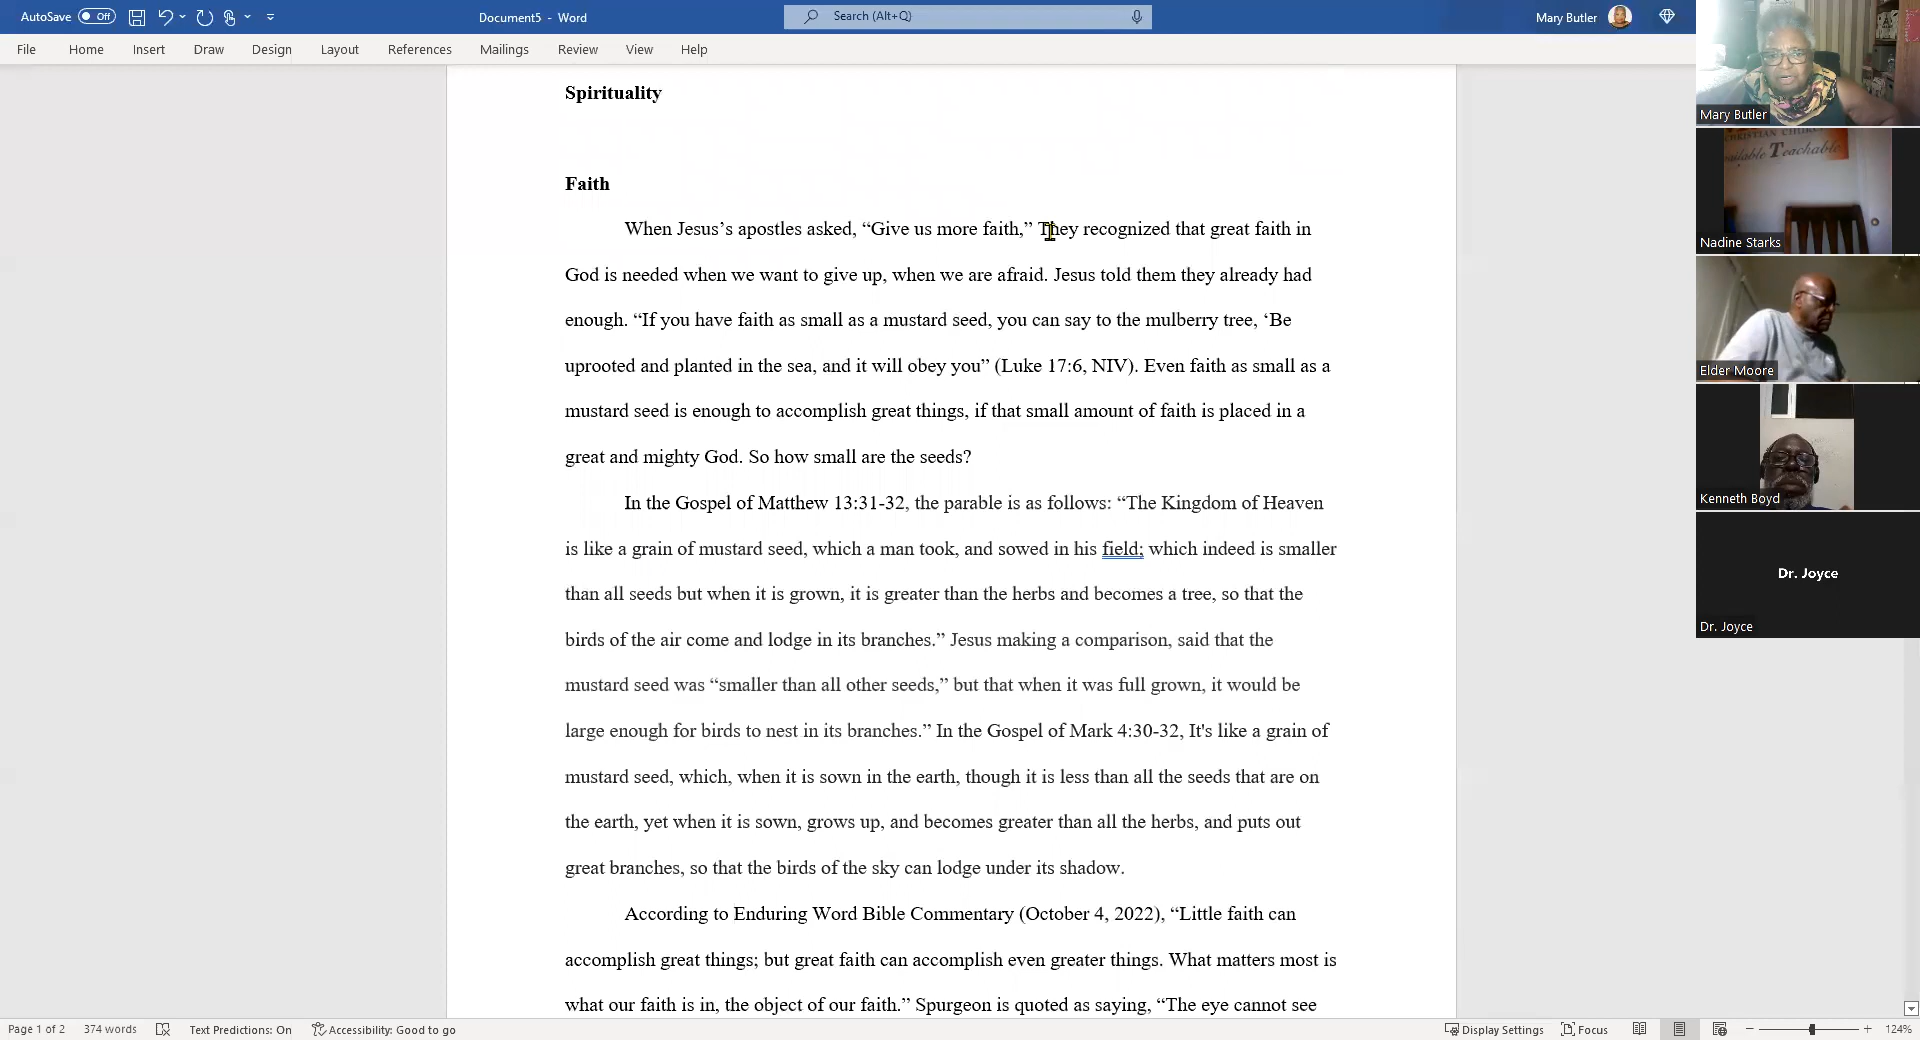 AutoSave Off
Document5 - Word
Search (Alt+Q)
Mary Butler
File Home Insert Draw Design Layout References Mailings Review View Help
Spirituality
Faith
When Jesus’s apostles asked, “Give us more faith,” They recognized that great faith in
God is needed when we want to give up, when we are afraid. Jesus told them they already had
enough. “If you have faith as small as a mustard seed, you can say to the mulberry tree, ‘Be
uprooted and planted in the sea, and it will obey you” (Luke 17:6, NIV). Even faith as small as a
mustard seed is enough to accomplish great things, if that small amount of faith is placed in a
great and mighty God. So how small are the seeds?
In the Gospel of Matthew 13:31-32, the parable is as follows: “The Kingdom of Heaven
is like a grain of mustard seed, which a man took, and sowed in his field; which indeed is smaller
than all seeds but when it is grown, it is greater than the herbs and becomes a tree, so that the
birds of the air come and lodge in its branches.” Jesus making a comparison, said that the
mustard seed was “smaller than all other seeds,” but that when it was full grown, it would be
large enough for birds to nest in its branches.” In the Gospel of Mark 4:30-32, It's like a grain of
mustard seed, which, when it is sown in the earth, though it is less than all the seeds that are on
the earth, yet when it is sown, grows up, and becomes greater than all the herbs, and puts out
great branches, so that the birds of the sky can lodge under its shadow.
According to Enduring Word Bible Commentary (October 4, 2022), “Little faith can
accomplish great things; but great faith can accomplish even greater things. What matters most is
what our faith is in, the object of our faith.” Spurgeon is quoted as saying, “The eye cannot see
Page 1 of 2 374 words Text Predictions: On Accessibility: Good to go
Display Settings Focus 124%
Mary Butler
CHRISTIAN CHURCH
Available Teachable
Nadine Starks
Elder Moore
Kenneth Boyd
Dr. Joyce
Dr. Joyce